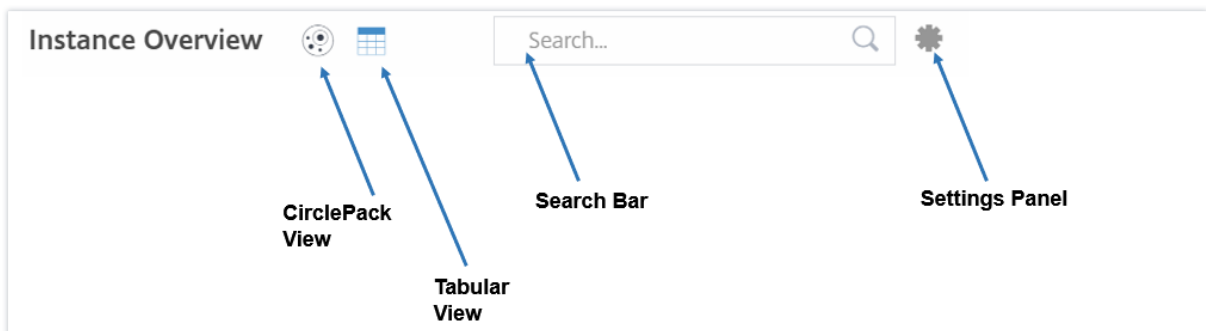 Instance Overview
Search...
CirclePack
View
Search Bar
Settings Panel
Tabular
View